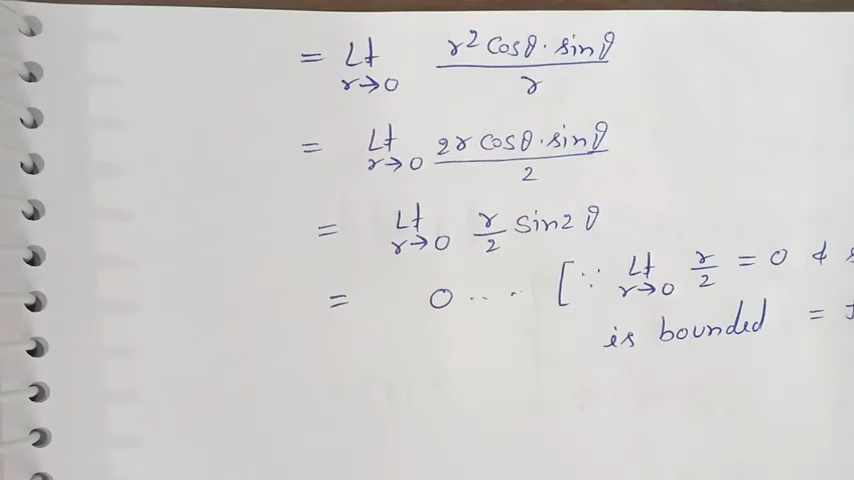 = Lt r→0 r² cosθ · sinθ / r
= Lt r→0 2r cosθ · sinθ / 2
= Lt r→0 r/2 sin2θ
= 0 .... [∵ Lt r→0 r/2 = 0 &
is bounded =